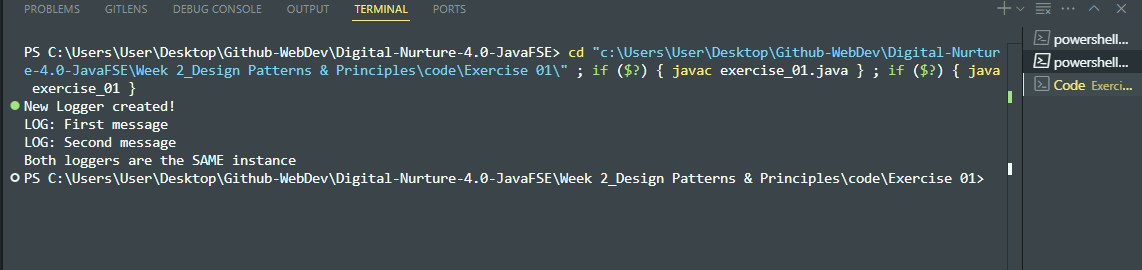 PROBLEMS GITLENS DEBUG CONSOLE OUTPUT TERMINAL PORTS
PS C:\Users\User\Desktop\Github-WebDev\Digital-Nurture-4.0-JavaFSE> cd "c:\Users\User\Desktop\Github-WebDev\Digital-Nurtur
e-4.0-JavaFSE\Week 2_Design Patterns & Principles\code\Exercise 01\" ; if ($?) { javac exercise_01.java } ; if ($?) { java
exercise_01 }
New Logger created!
LOG: First message
LOG: Second message
Both loggers are the SAME instance
PS C:\Users\User\Desktop\Github-WebDev\Digital-Nurture-4.0-JavaFSE\Week 2_Design Patterns & Principles\code\Exercise 01>
powershell...
powershell...
Code Exerci...